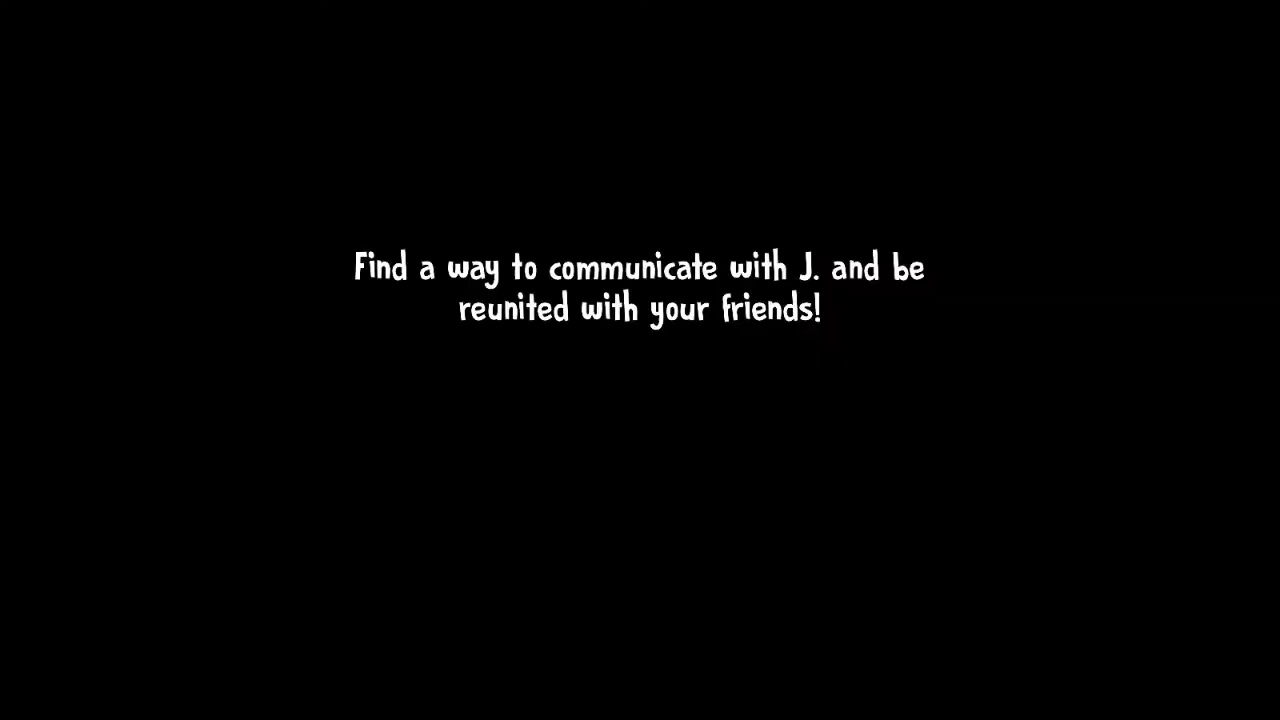 Find a way to communicate with J. and be
reunited with your friends!